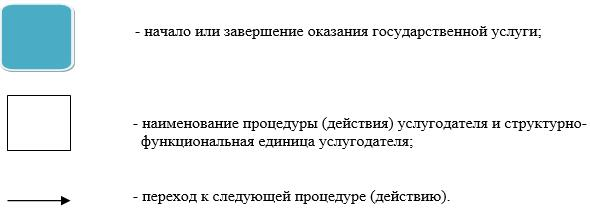 - начало или завершение оказания государственной услуги;
- наименование процедуры (действия) услугодателя и структурно-
функциональная единица услугодателя;
- переход к следующей процедуре (действию).